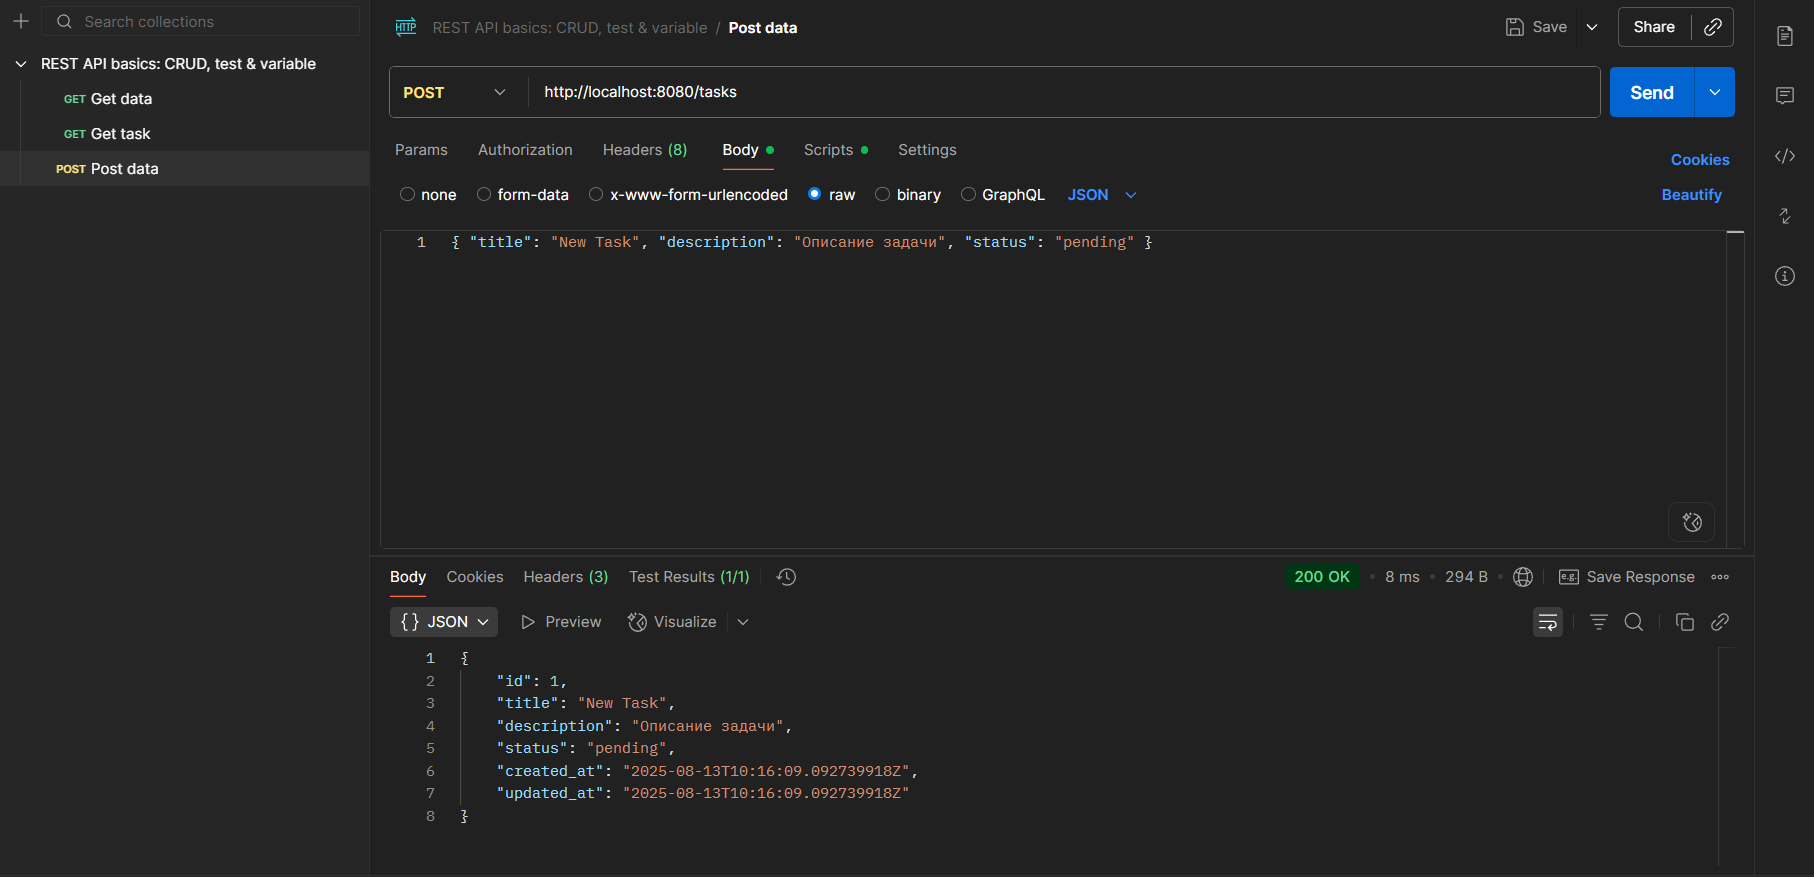 Search collections
REST API basics: CRUD, test & variable
GET Get data
GET Get task
POST Post data
HTTP REST API basics: CRUD, test & variable / Post data
Save
Share
POST http://localhost:8080/tasks
Send
Params Authorization Headers (8) Body Scripts Settings
Cookies
none form-data x-www-form-urlencoded raw binary GraphQL JSON
Beautify
1 { "title": "New Task", "description": "Описание задачи", "status": "pending" }
Body Cookies Headers (3) Test Results (1/1)
200 OK • 8 ms • 294 B • e.g. Save Response
{} JSON Preview Visualize
1 {
2 "id": 1,
3 "title": "New Task",
4 "description": "Описание задачи",
5 "status": "pending",
6 "created_at": "2025-08-13T10:16:09.092739918Z",
7 "updated_at": "2025-08-13T10:16:09.092739918Z"
8 }